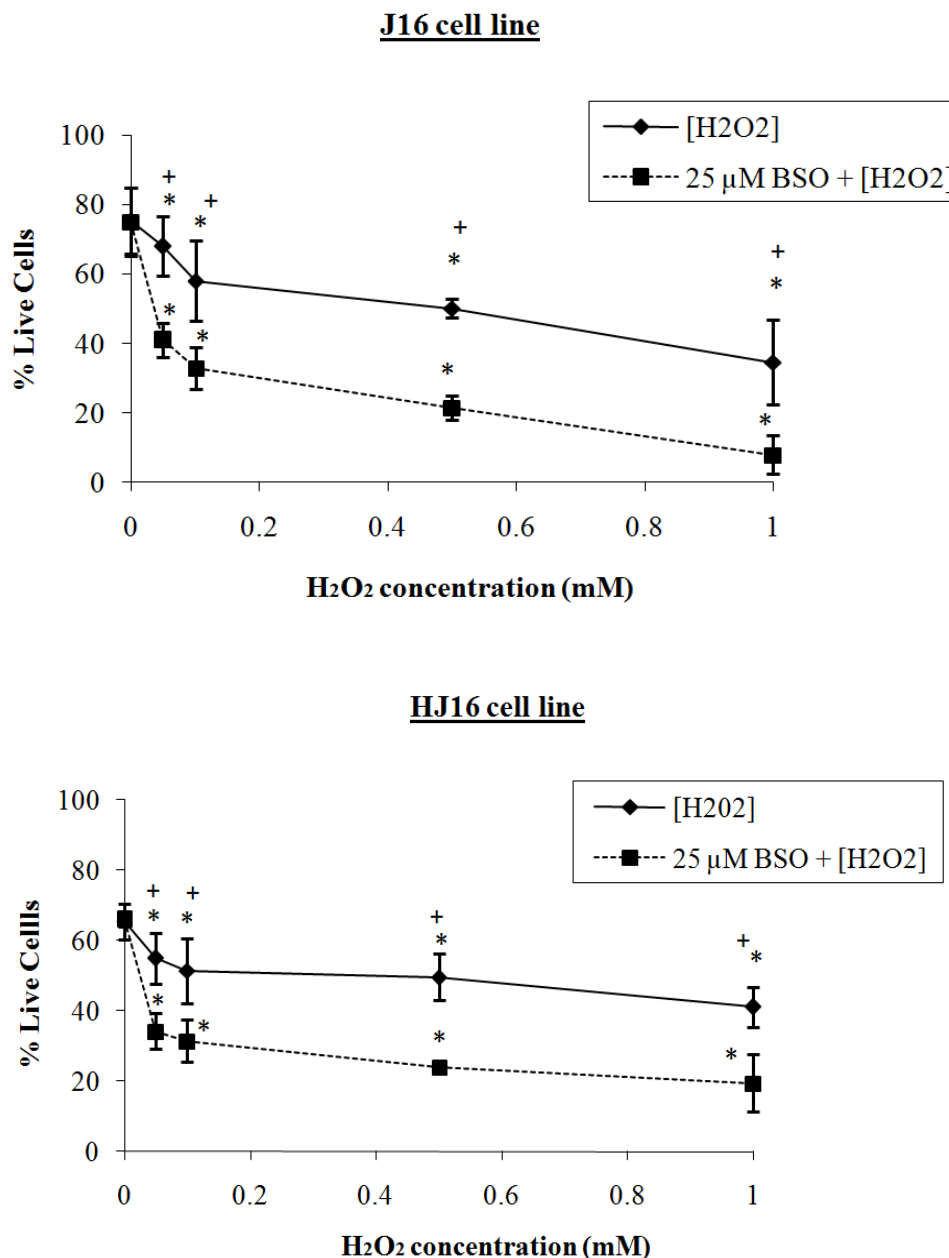 J16 cell line
[H2O2]
25 µM BSO + [H2O2]
% Live Cells
100
80
60
40
20
0
+ + + +
* * * *
* * * *
0 0.2 0.4 0.6 0.8 1
H2O2 concentration (mM)
HJ16 cell line
[H202]
25 µM BSO + [H2O2]
% Live Cellls
100
80
60
40
20
0
+ + + +
* * * *
* * * *
0 0.2 0.4 0.6 0.8 1
H2O2 concentration (mM)